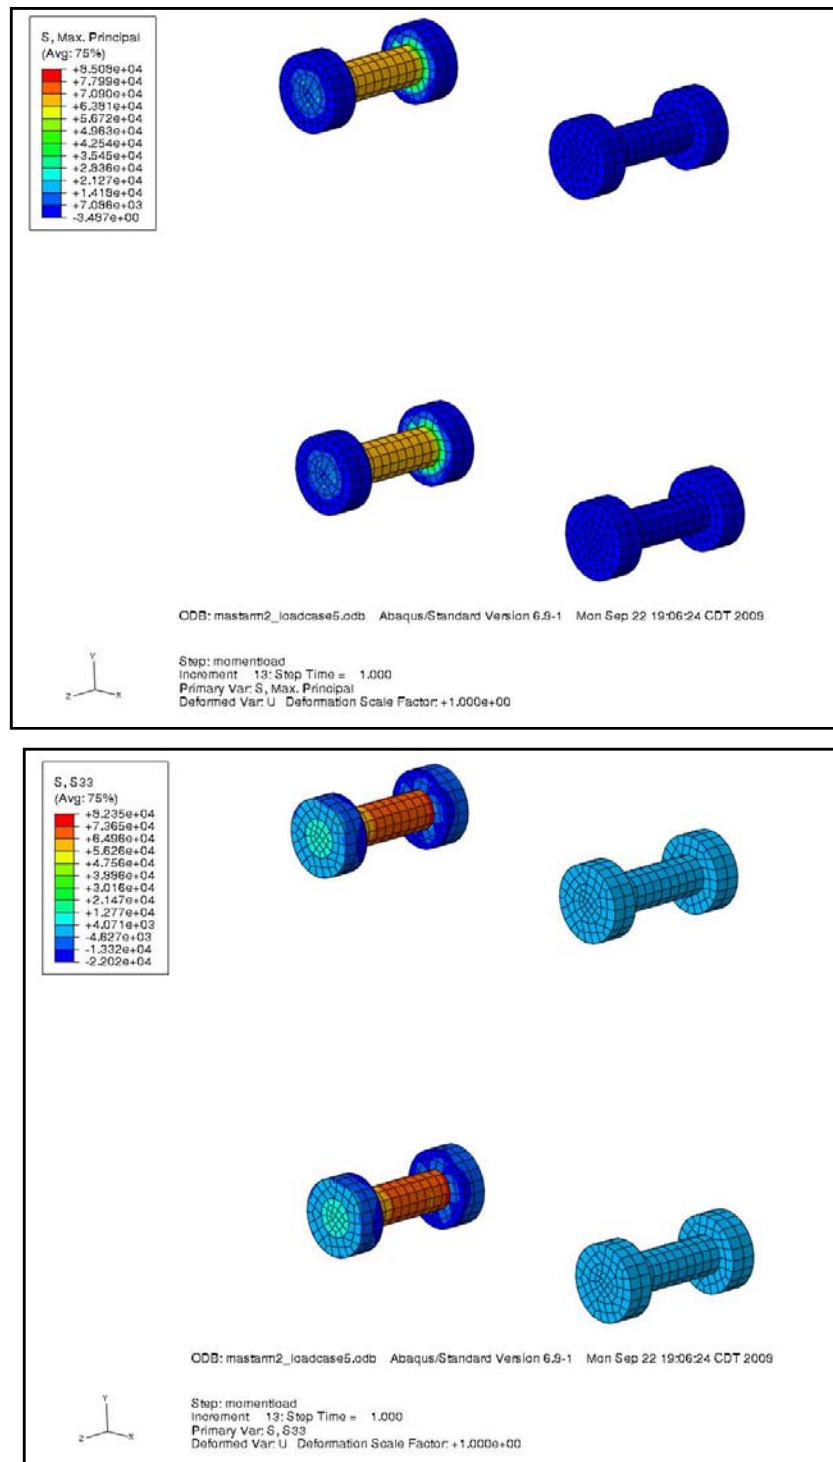 S, Max. Principal
(Avg: 75%)
+8.508e+04
+7.799e+04
+7.090e+04
+6.381e+04
+5.672e+04
+4.963e+04
+4.254e+04
+3.545e+04
+2.836e+04
+2.127e+04
+1.418e+04
+7.086e+03
-3.487e+00
ODB: mastarm2_loadcase5.odb Abaqus/Standard Version 6.8-1 Mon Sep 22 19:06:24 CDT 2008
Y
Z X
Step: momentload
Increment 13: Step Time = 1.000
Primary Var: S, Max. Principal
Deformed Var: U Deformation Scale Factor: +1.000e+00
S, S33
(Avg: 75%)
+8.235e+04
+7.365e+04
+6.496e+04
+5.626e+04
+4.756e+04
+3.886e+04
+3.016e+04
+2.147e+04
+1.277e+04
+4.071e+03
-4.627e+03
-1.332e+04
-2.202e+04
ODB: mastarm2_loadcase5.odb Abaqus/Standard Version 6.8-1 Mon Sep 22 19:06:24 CDT 2008
Y
Z X
Step: momentload
Increment 13: Step Time = 1.000
Primary Var: S, S33
Deformed Var: U Deformation Scale Factor: +1.000e+00